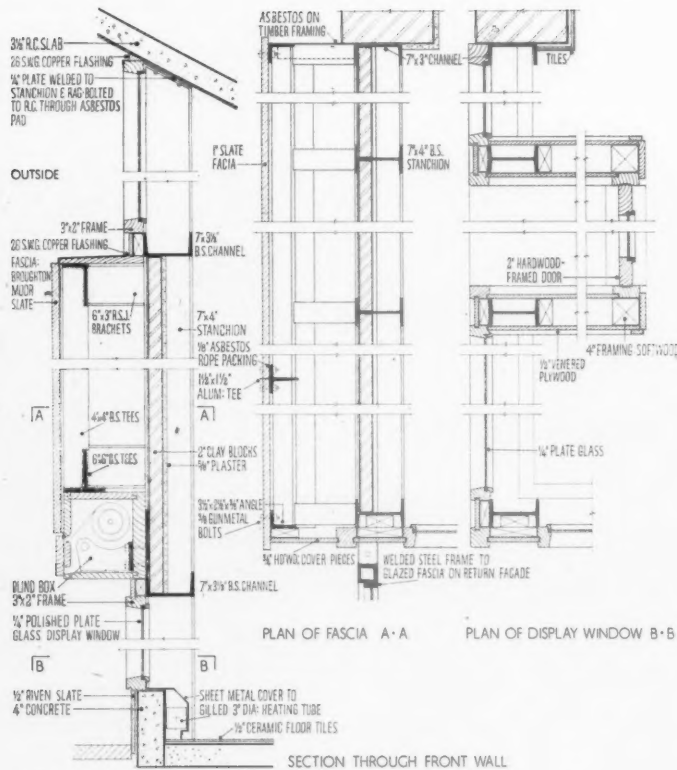 3½" R.C. SLAB
26 S.W.G. COPPER FLASHING
¼" PLATE WELDED TO
STANCHION & RAG-BOLTED
TO R.C. THROUGH ASBESTOS
PAD
OUTSIDE
3"x2" FRAME
26 S.W.G. COPPER FLASHING
FASCIA:
BROUGHTON
MOOR
SLATE
7"x3½"
B.S. CHANNEL
6"x3" R.S.J.
BRACKETS
7"x4"
STANCHION
A
A
4"x4" B.S. TEES
6"x6" B.S. TEES
2" CLAY BLOCKS
⅝" PLASTER
BLIND BOX
3"x2" FRAME
7"x3½" B.S. CHANNEL
¼" POLISHED PLATE
GLASS DISPLAY WINDOW
B
B
½" RIVEN SLATE
4" CONCRETE
SHEET METAL COVER TO
GILLED 3" DIA: HEATING TUBE
½" CERAMIC FLOOR TILES
SECTION THROUGH FRONT WALL
ASBESTOS ON
TIMBER FRAMING
7"x3" CHANNEL
1" SLATE
FACIA
7"x4" B.S.
STANCHION
ASBESTOS
ROPE PACKING
1½"x1½"
ALUM: TEE
ANGLE
GUNMETAL
BOLTS
COVER PIECES
WELDED STEEL FRAME TO
GLAZED FASCIA ON RETURN FACADE
PLAN OF FASCIA A·A
TILES
2" HARDWOOD-
FRAMED DOOR
4" FRAMING-SOFTWOOD
½" VENEERED
PLYWOOD
¼" PLATE GLASS
PLAN OF DISPLAY WINDOW B·B